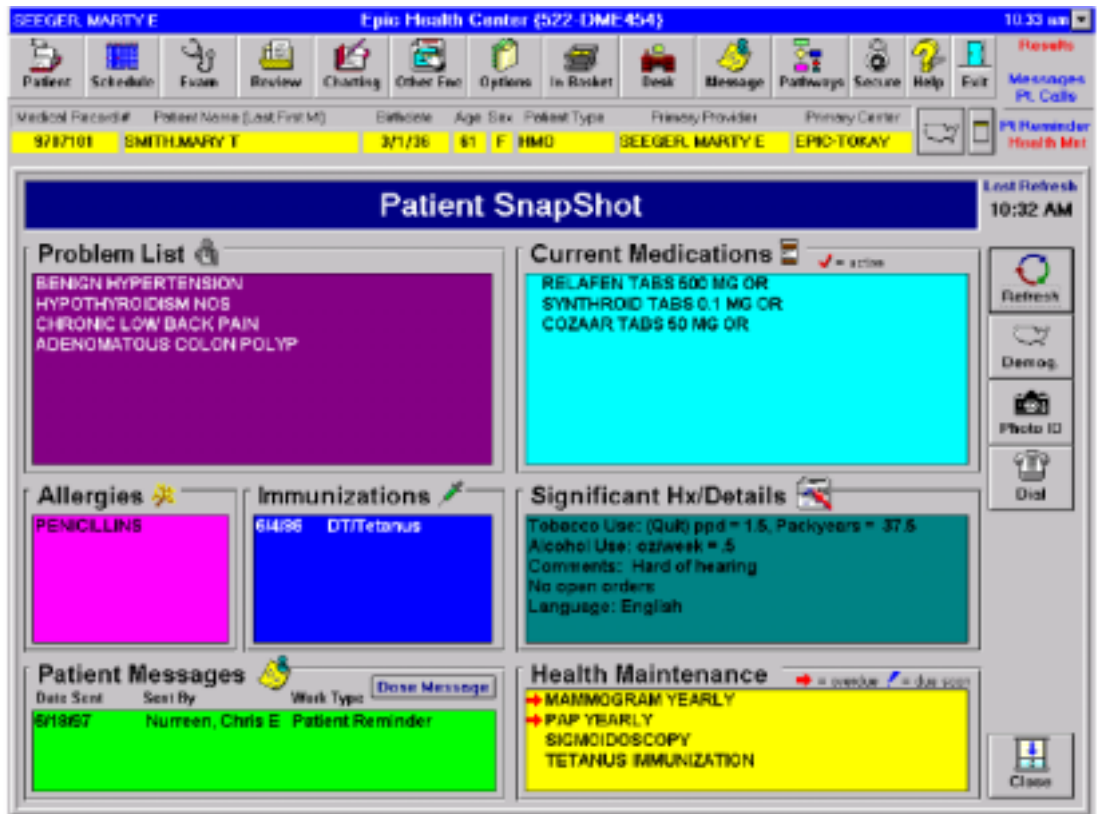 SEEGER, MARTY E Epic Health Center (522-DME454) 10:33 am
Patient Schedule Exam Review Charting Other Enc Options In Basket Desk Message Pathways Secure Help Exit
Results
Messages
Pt. Calls
Pt Reminder
Health Mnt
Medical Record# Patient Name (Last,First MI) Birthdate Age Sex Patient Type Primary Provider Primary Center
9707101 SMITH,MARY T 3/1/36 61 F HMO SEEGER, MARTY E EPIC-TOKAY
Patient SnapShot
Last Refresh
10:32 AM
Problem List
BENIGN HYPERTENSION
HYPOTHYROIDISM NOS
CHRONIC LOW BACK PAIN
ADENOMATOUS COLON POLYP
Current Medications = active
RELAFEN TABS 500 MG OR
SYNTHROID TABS 0.1 MG OR
COZAAR TABS 50 MG OR
Refresh
Demog.
Photo ID
Dial
Allergies
PENICILLINS
Immunizations
6/4/96 DT/Tetanus
Significant Hx/Details
Tobacco Use: (Quit) ppd = 1.5, Packyears = 37.5
Alcohol Use: oz/week = .5
Comments: Hard of hearing
No open orders
Language: English
Patient Messages
Date Sent Sent By Work Type Done Message
6/18/97 Nurreen, Chris E Patient Reminder
Health Maintenance = overdue = due soon
MAMMOGRAM YEARLY
PAP YEARLY
SIGMOIDOSCOPY
TETANUS IMMUNIZATION
Close